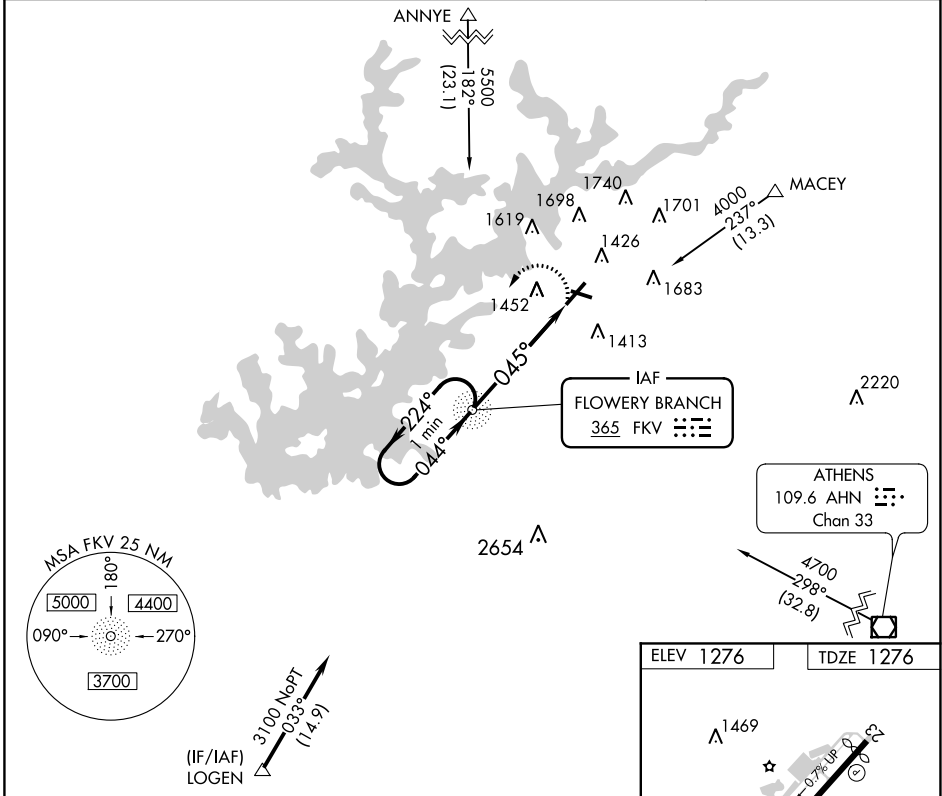 ANNYE
5500
182°
(23.1)
MACEY
4000
237°
(13.3)
1740
1698
1701
1619
1426
1683
1452
1413
045°
IAF
FLOWERY BRANCH
365 FKV
224°
1 min
044°
2220
ATHENS
109.6 AHN
Chan 33
2654
4700
298°
(32.8)
MSA FKV 25 NM
180°
5000
4400
090°
270°
3700
3100 NoPT
033°
(14.9)
(IF/IAF)
LOGEN
ELEV 1276
TDZE 1276
1469
23
0.7% UP
P